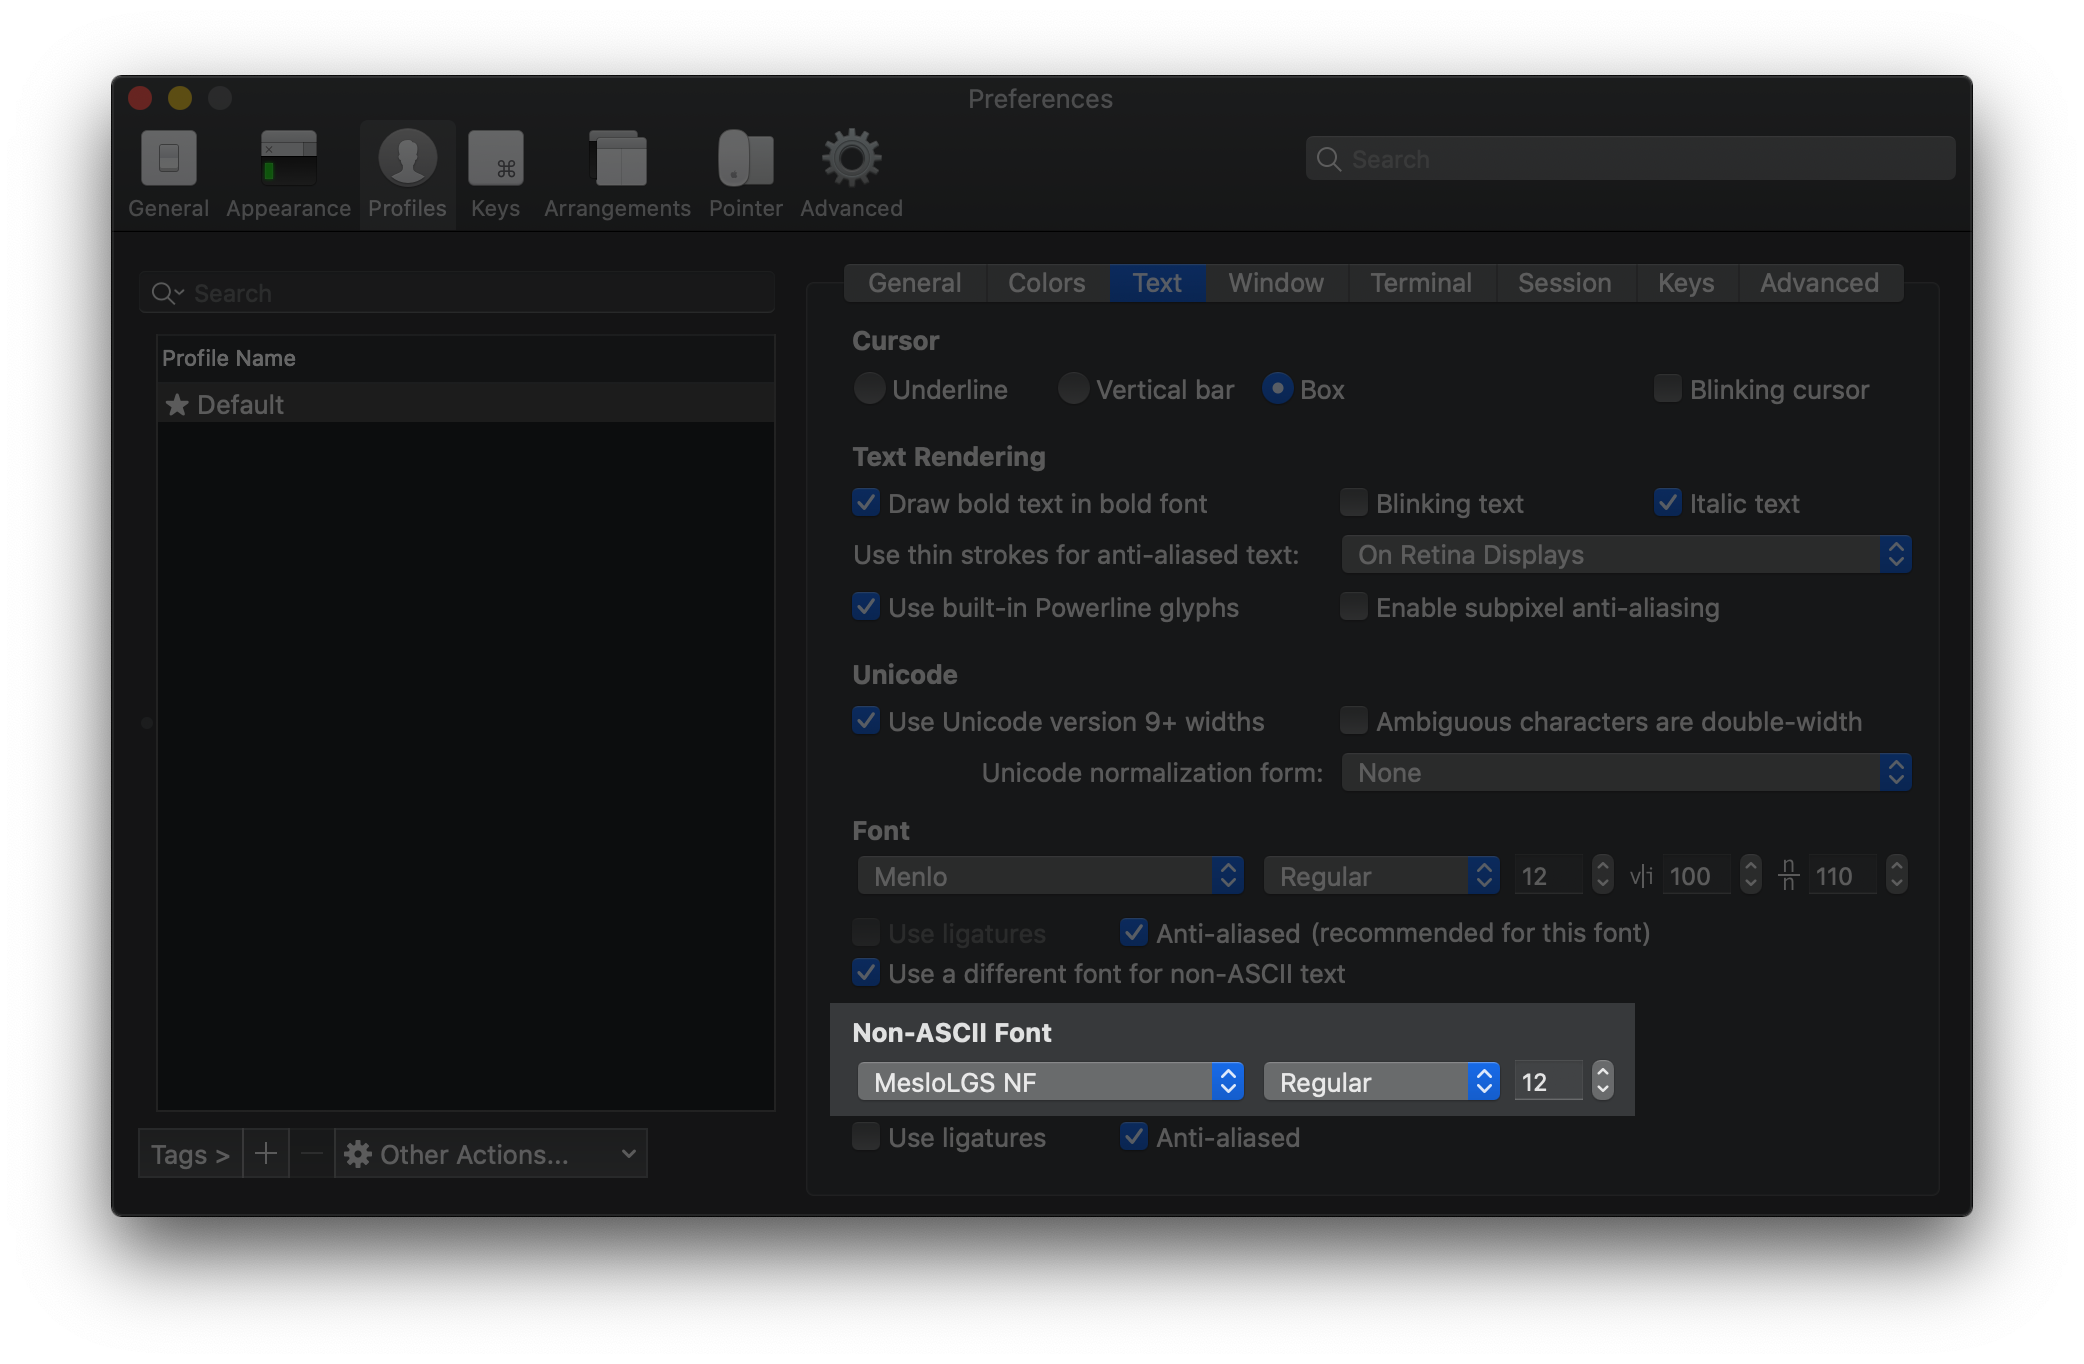 Preferences
Search
General Appearance Profiles Keys Arrangements Pointer Advanced
Search
Profile Name
Default
Tags > + — Other Actions...
General Colors Text Window Terminal Session Keys Advanced
Cursor
Underline Vertical bar Box Blinking cursor
Text Rendering
Draw bold text in bold font Blinking text Italic text
Use thin strokes for anti-aliased text: On Retina Displays
Use built-in Powerline glyphs Enable subpixel anti-aliasing
Unicode
Use Unicode version 9+ widths Ambiguous characters are double-width
Unicode normalization form: None
Font
Menlo Regular 12 v|i 100 n/n 110
Use ligatures Anti-aliased (recommended for this font)
Use a different font for non-ASCII text
Non-ASCII Font
MesloLGS NF Regular 12
Use ligatures Anti-aliased